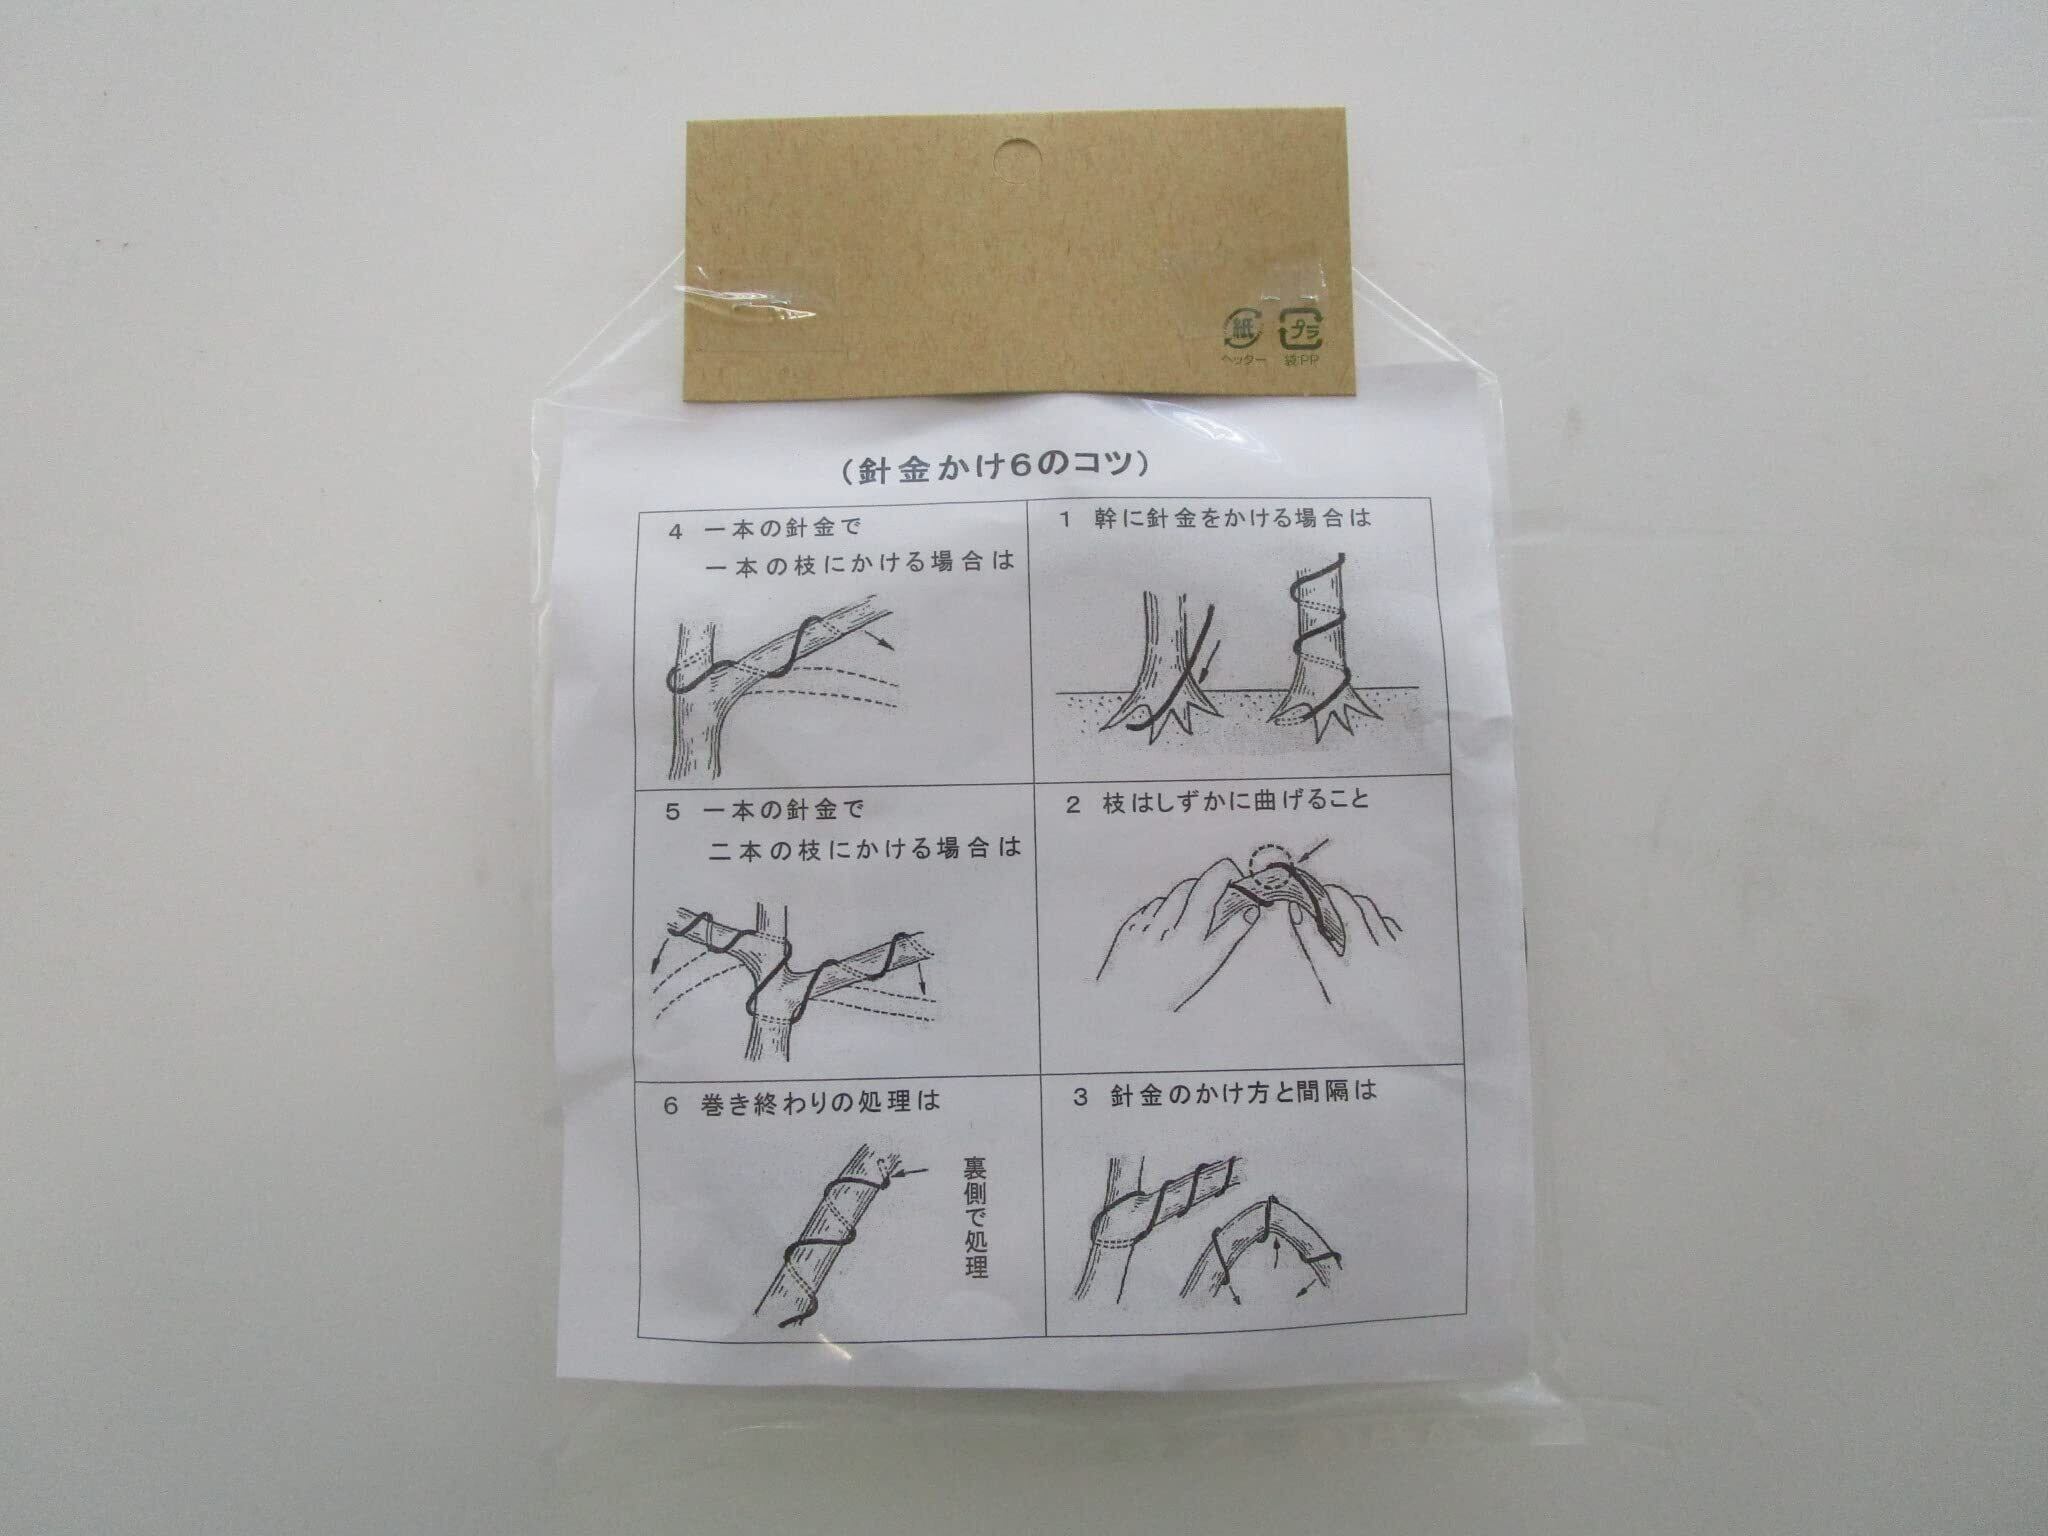 紙
ヘッダー
プラ
袋:PP
（針金かけ6のコツ）
1 幹に針金をかける場合は
2 枝はしずかに曲げること
3 針金のかけ方と間隔は
4 一本の針金で
一本の枝にかける場合は
5 一本の針金で
二本の枝にかける場合は
6 巻き終わりの処理は
裏側で処理